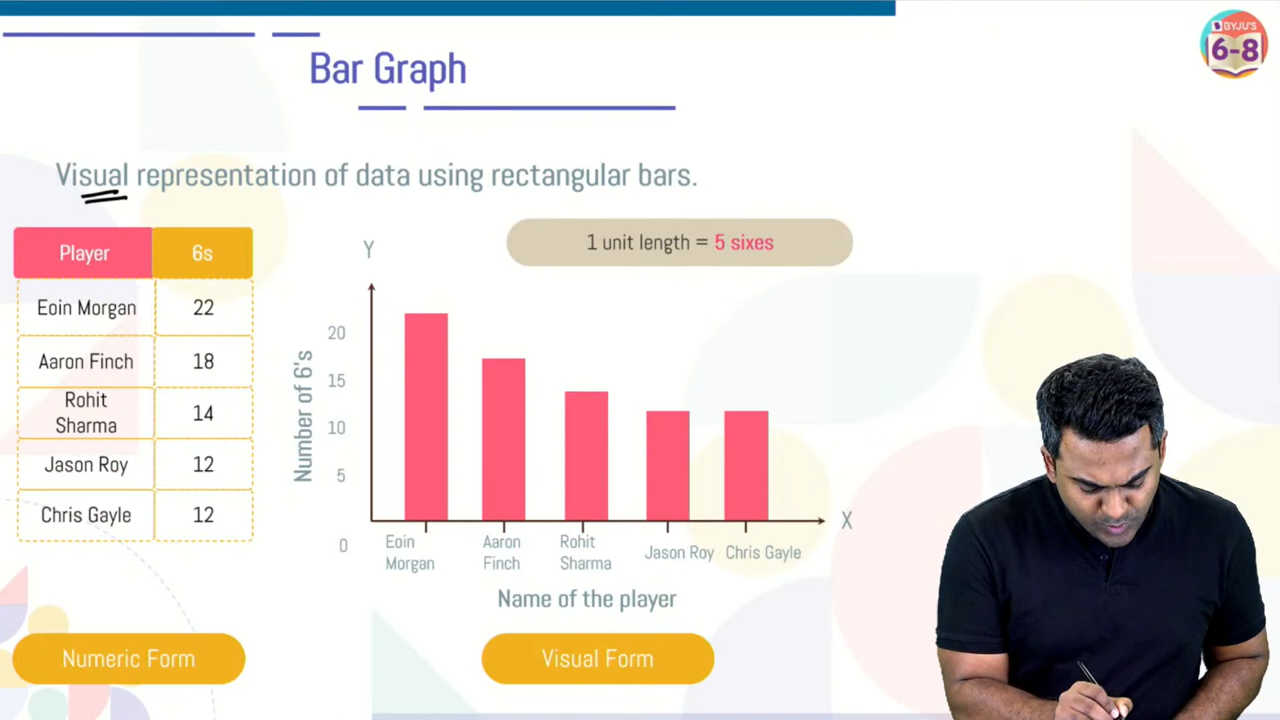 BYJU'S
6-8
Bar Graph
Visual representation of data using rectangular bars.
Player 6s
Eoin Morgan 22
Aaron Finch 18
Rohit
Sharma 14
Jason Roy 12
Chris Gayle 12
Numeric Form
1 unit length = 5 sixes
Y
20
15
10
5
0
Number of 6's
X
Eoin
Morgan
Aaron
Finch
Rohit
Sharma
Jason Roy
Chris Gayle
Name of the player
Visual Form